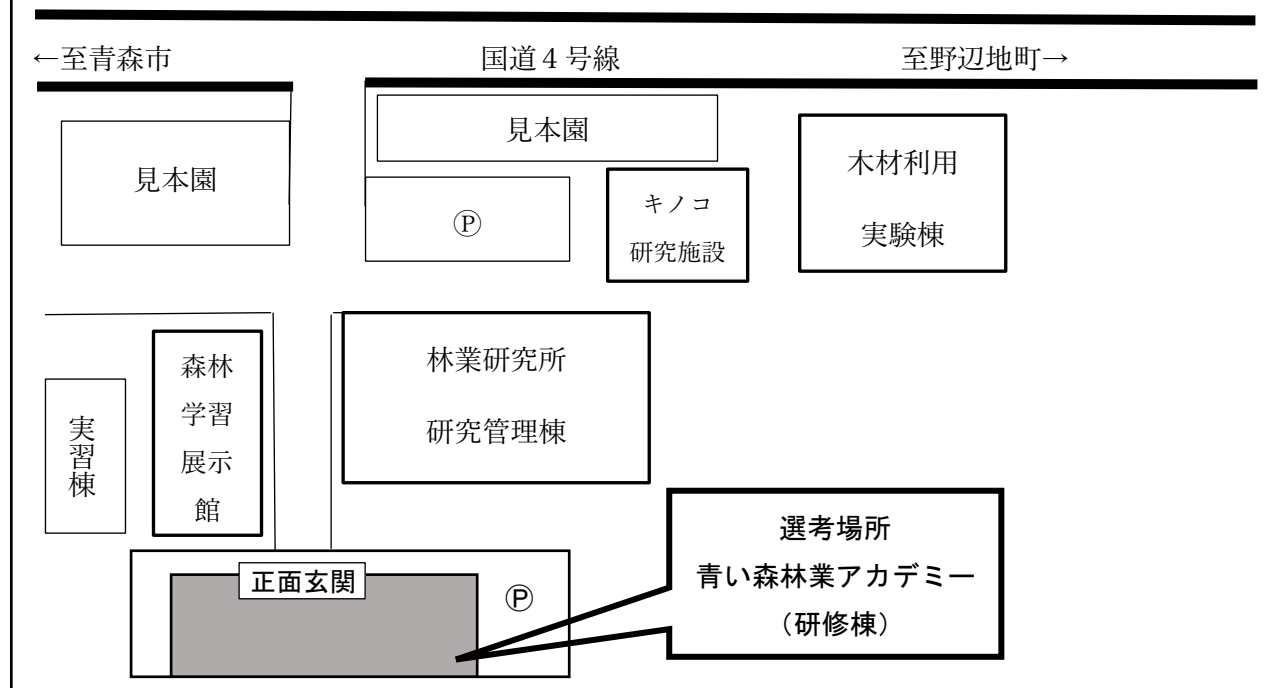 ←至青森市
国道４号線
至野辺地町→
見本園
見本園
Ⓟ
キノコ
研究施設
木材利用
実験棟
実習棟
森林
学習
展示
館
林業研究所
研究管理棟
正面玄関
Ⓟ
選考場所
青い森林業アカデミー
（研修棟）